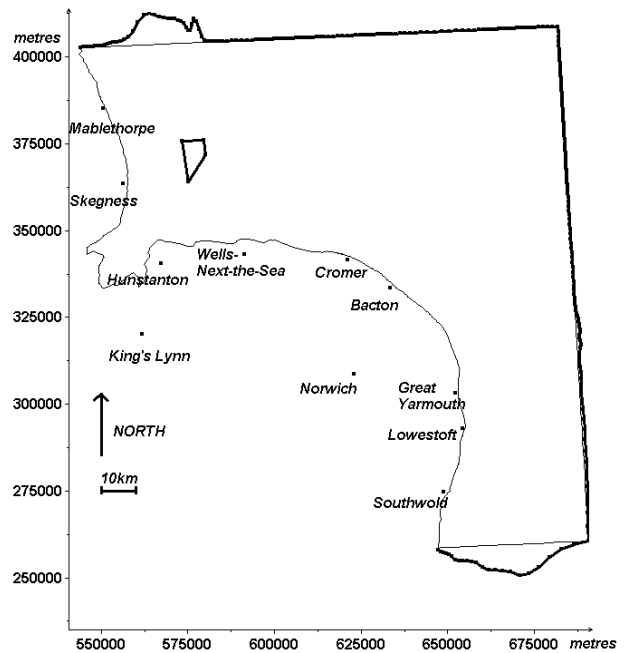 metres
400000
Mablethorpe
375000
Skegness
350000
Wells-
Next-the-Sea
Cromer
Hunstanton
Bacton
325000
King's Lynn
Norwich
Great
Yarmouth
300000
NORTH
Lowestoft
10km
275000
Southwold
250000
550000 575000 600000 625000 650000 675000 metres